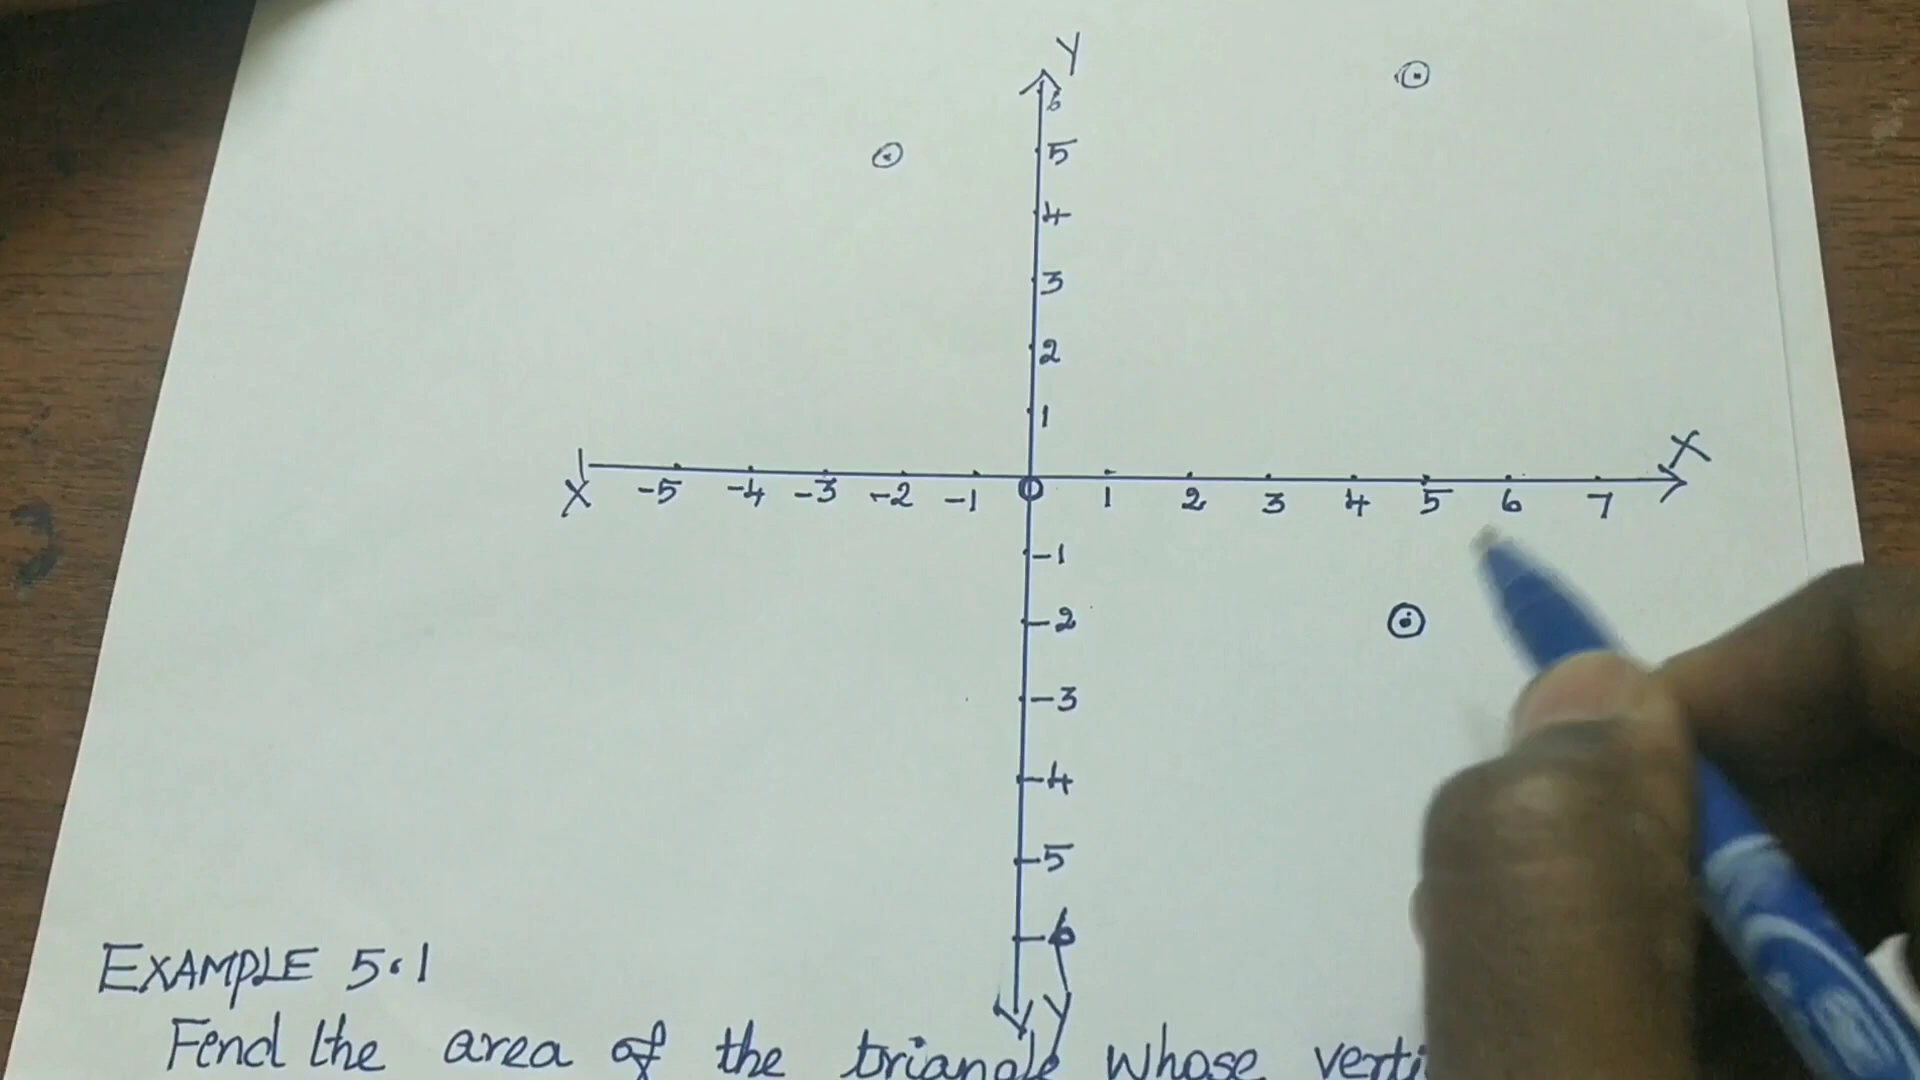 Y
6
5
4
3
2
1
X' -5 -4 -3 -2 -1 O 1 2 3 4 5 6 7 X
-1
-2
-3
-4
-5
-6
Y'
EXAMPLE 5.1
Fend the area of the triangle whose